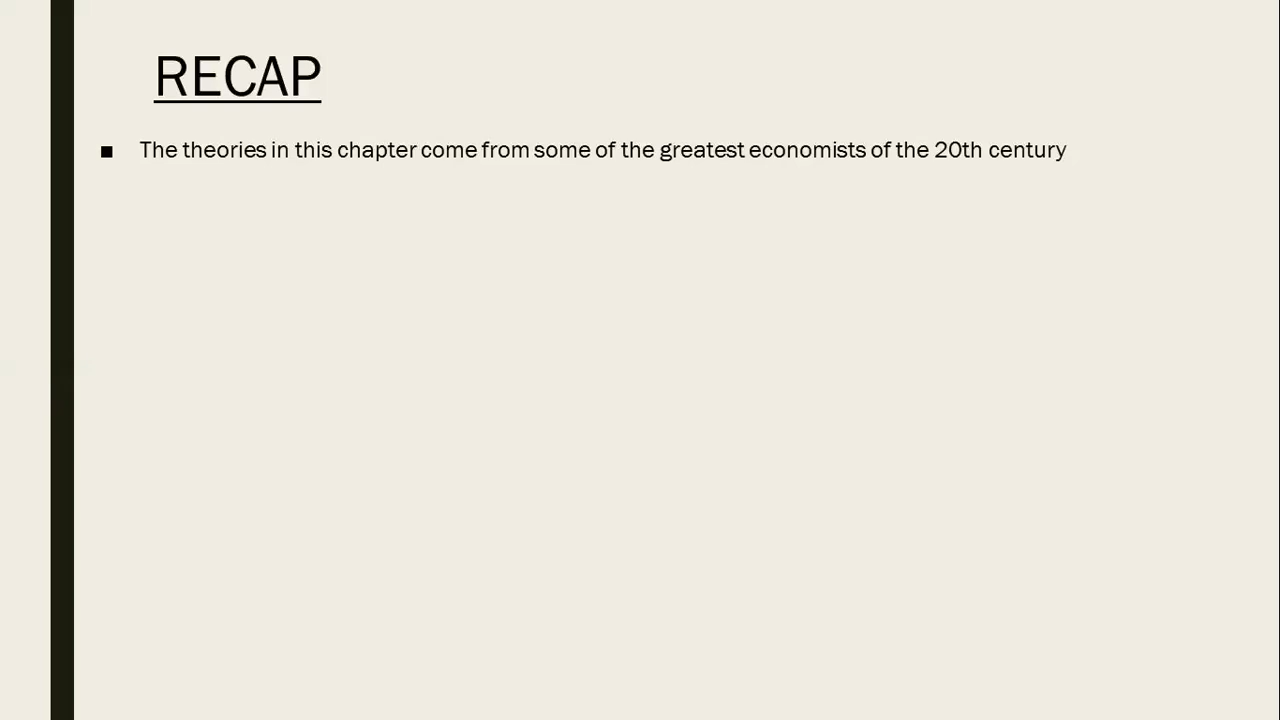 RECAP
■ The theories in this chapter come from some of the greatest economists of the 20th century